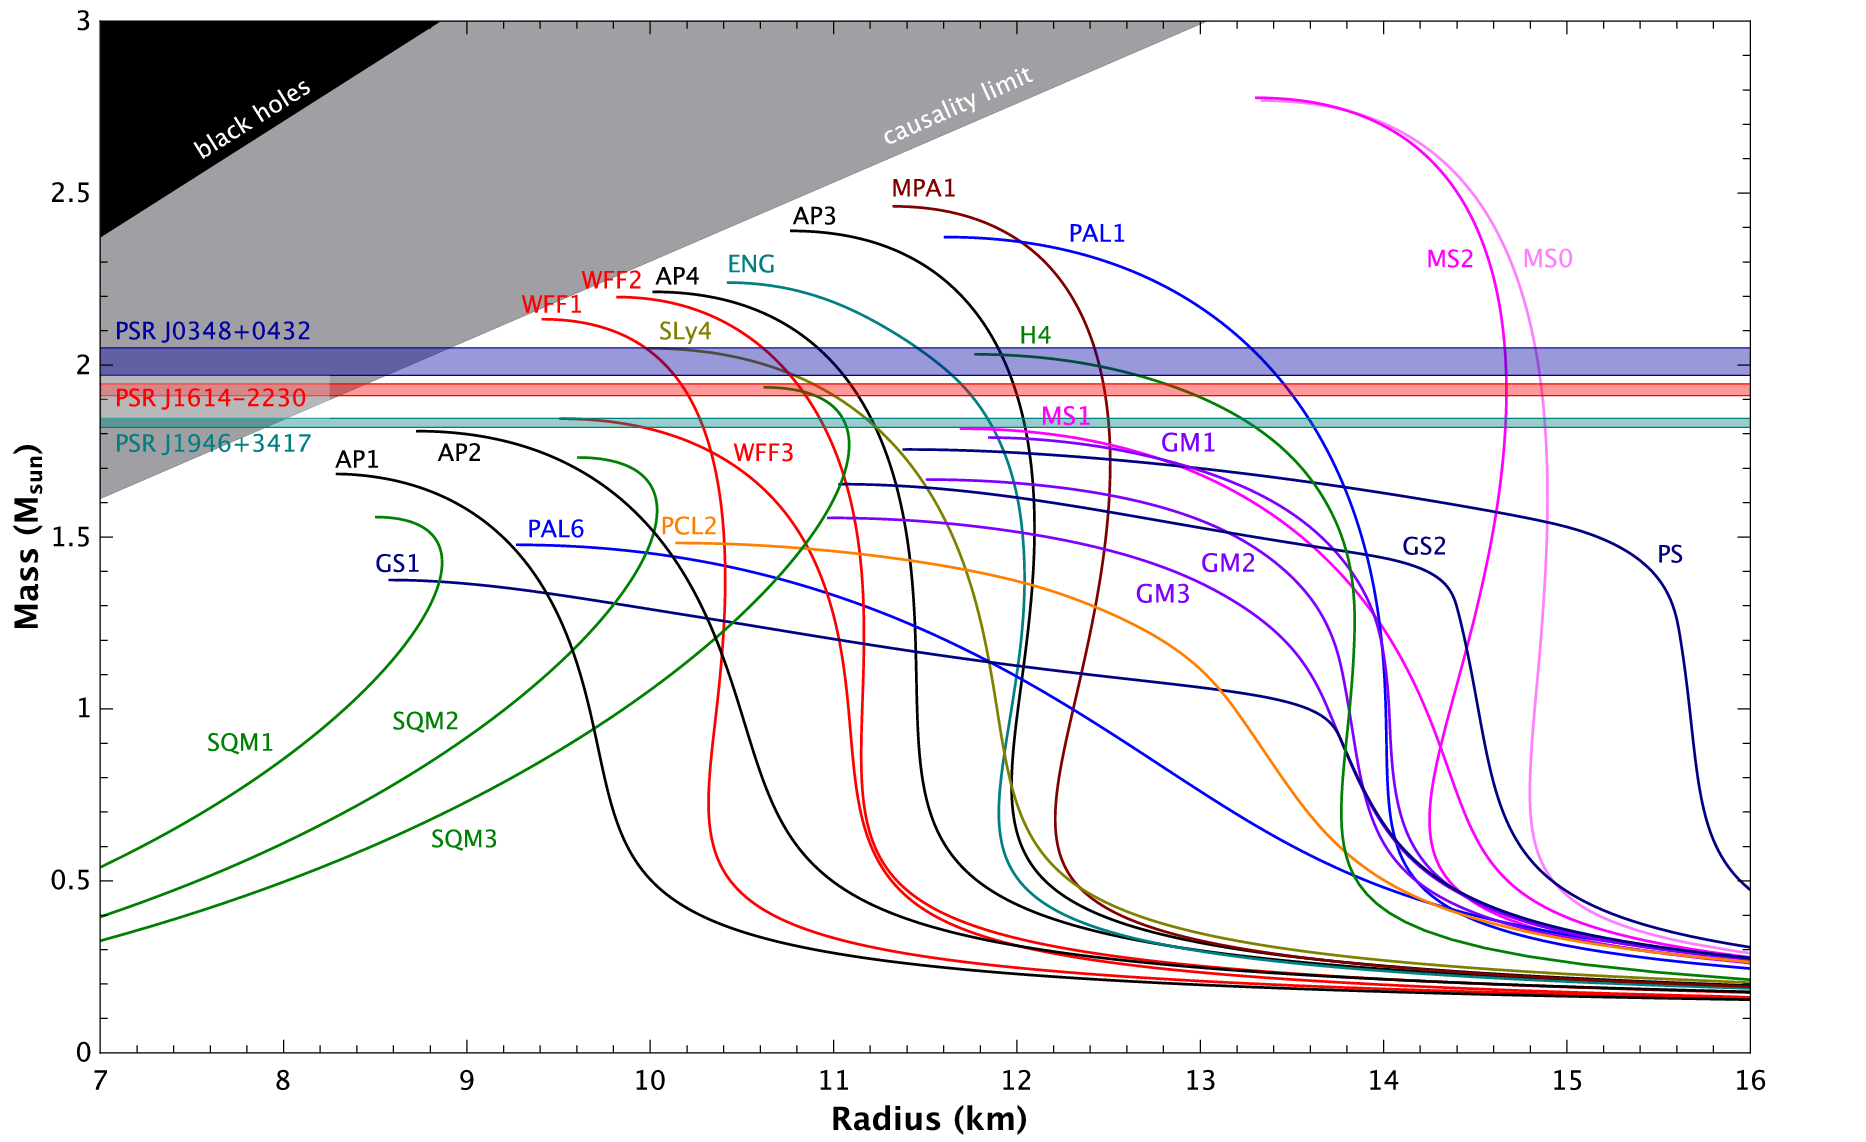 3
2.5
2
1.5
1
0.5
0
Mass (Msun)
black holes
causality limit
MPA1
AP3
PAL1
ENG
MS2
MS0
WFF2
AP4
WFF1
PSR J0348+0432
SLy4
H4
PSR J1614−2230
MS1
PSR J1946+3417
GM1
AP1
AP2
WFF3
PAL6
PCL2
GS2
PS
GS1
GM2
GM3
SQM1
SQM2
SQM3
7 8 9 10 11 12 13 14 15 16
Radius (km)